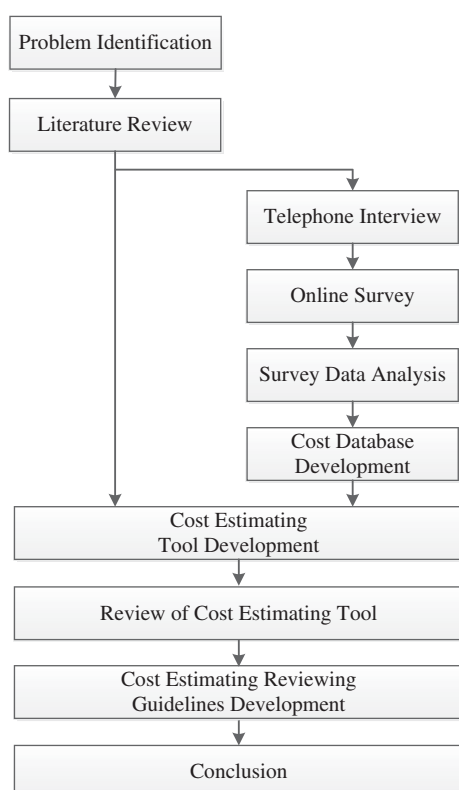 Problem Identification
Literature Review
Telephone Interview
Online Survey
Survey Data Analysis
Cost Database
Development
Cost Estimating
Tool Development
Review of Cost Estimating Tool
Cost Estimating Reviewing
Guidelines Development
Conclusion